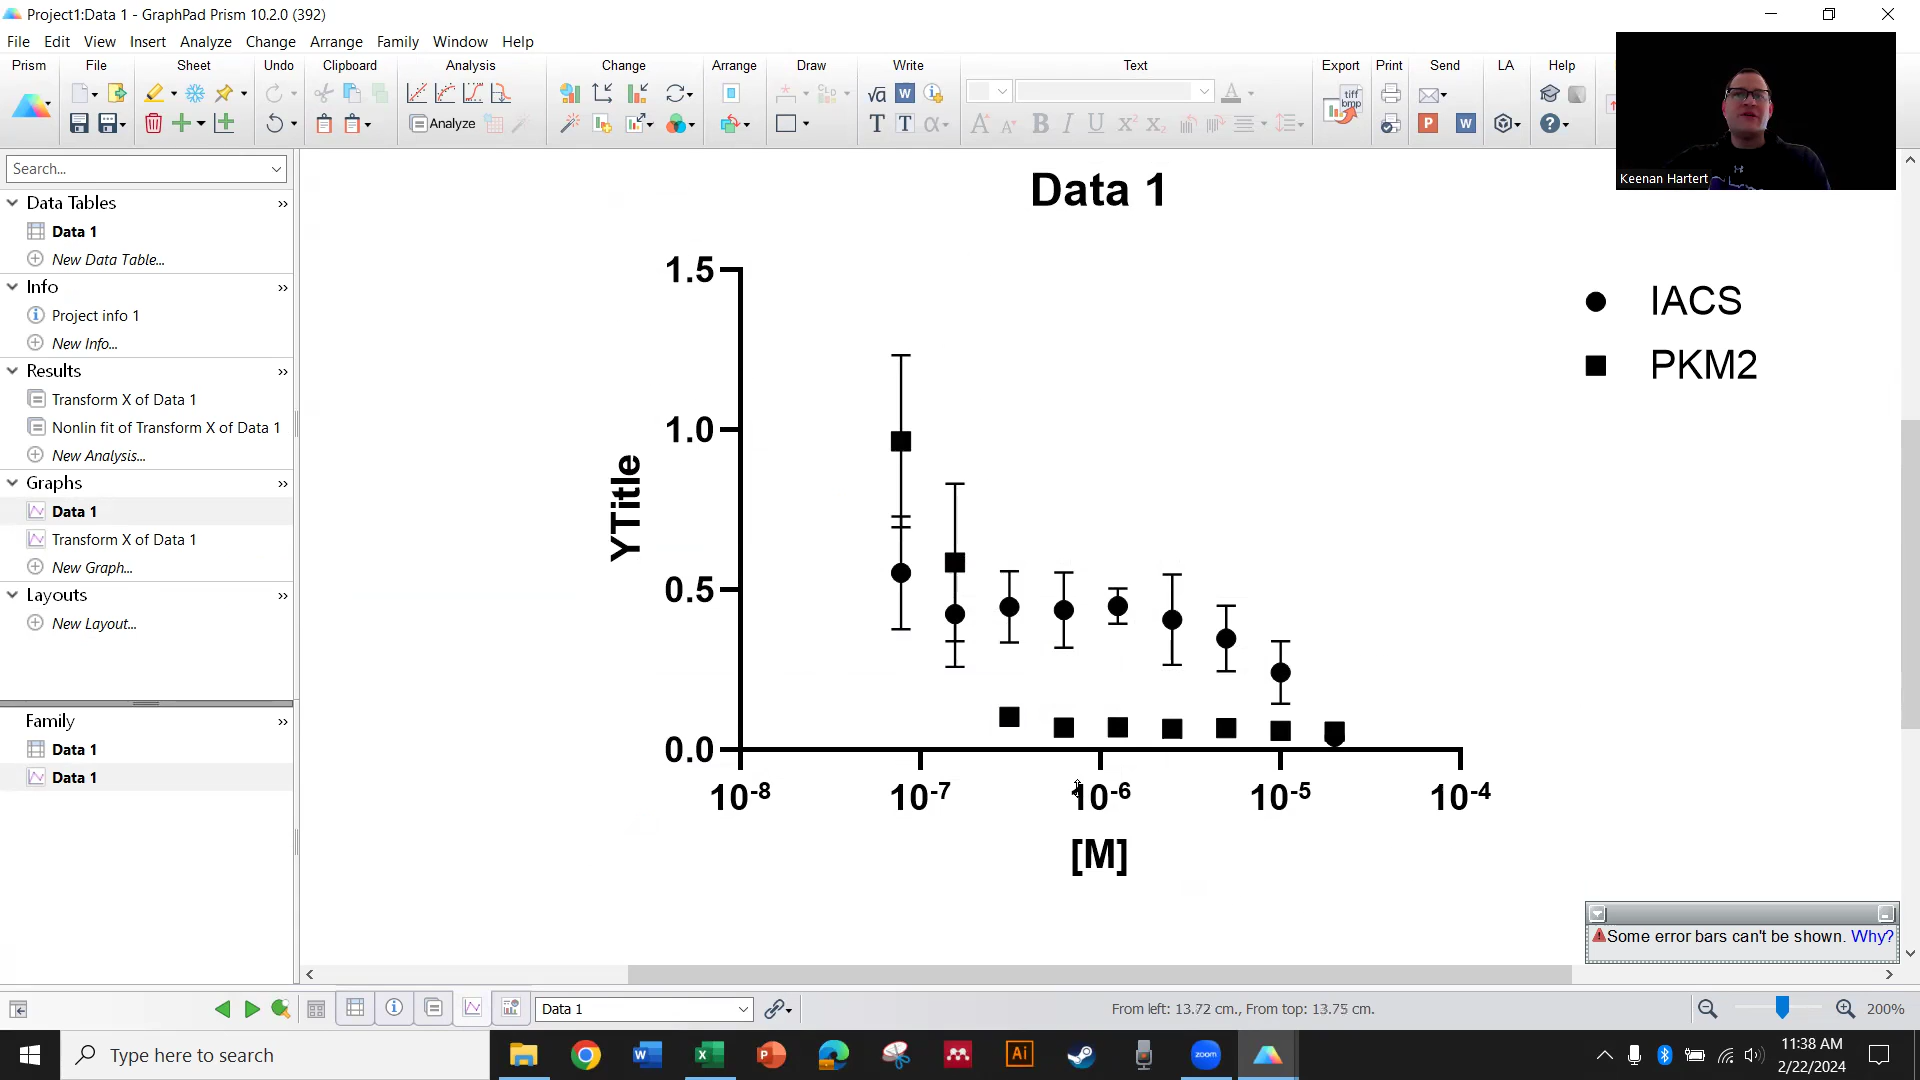 Project1:Data 1 - GraphPad Prism 10.2.0 (392)
File Edit View Insert Analyze Change Arrange Family Window Help
Prism File Sheet Undo Clipboard Analysis Change Arrange Draw Write Text Export Print Send LA Help
tiff
bmp
Analyze
Search...
Keenan Hartert
Data Tables
Data 1
New Data Table...
Info
Project info 1
New Info...
Results
Transform X of Data 1
Nonlin fit of Transform X of Data 1
New Analysis...
Graphs
Data 1
Transform X of Data 1
New Graph...
Layouts
New Layout...
Family
Data 1
Data 1
Data 1
1.5
1.0
0.5
0.0
YTitle
10-8 10-7 10-6 10-5 10-4
[M]
IACS
PKM2
Some error bars can't be shown. Why?
Data 1
From left: 13.72 cm., From top: 13.75 cm.
200%
Type here to search
zoom
11:38 AM
2/22/2024